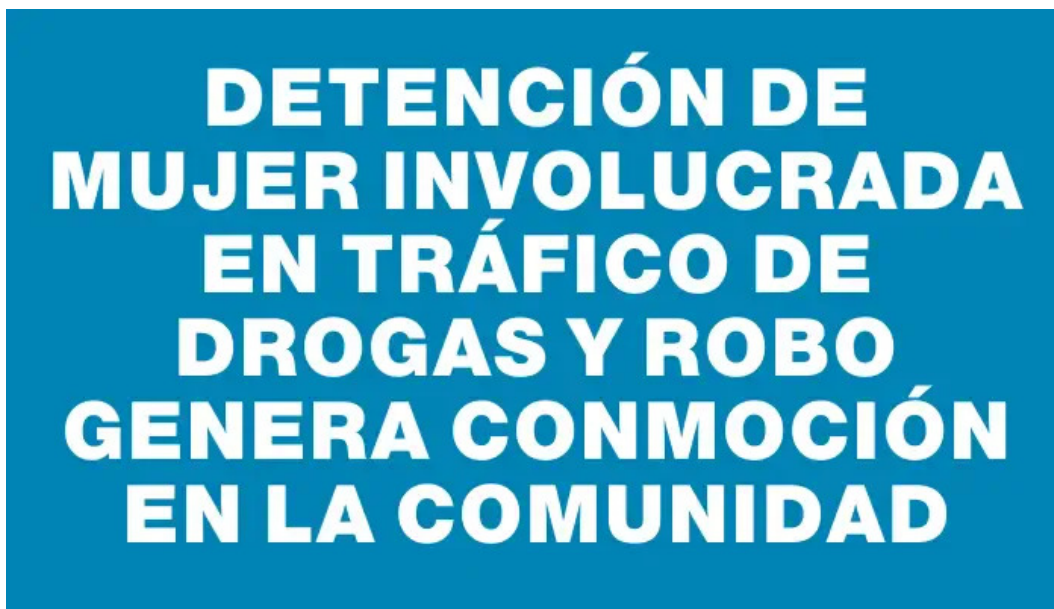 DETENCIÓN DE
MUJER INVOLUCRADA
EN TRÁFICO DE
DROGAS Y ROBO
GENERA CONMOCIÓN
EN LA COMUNIDAD